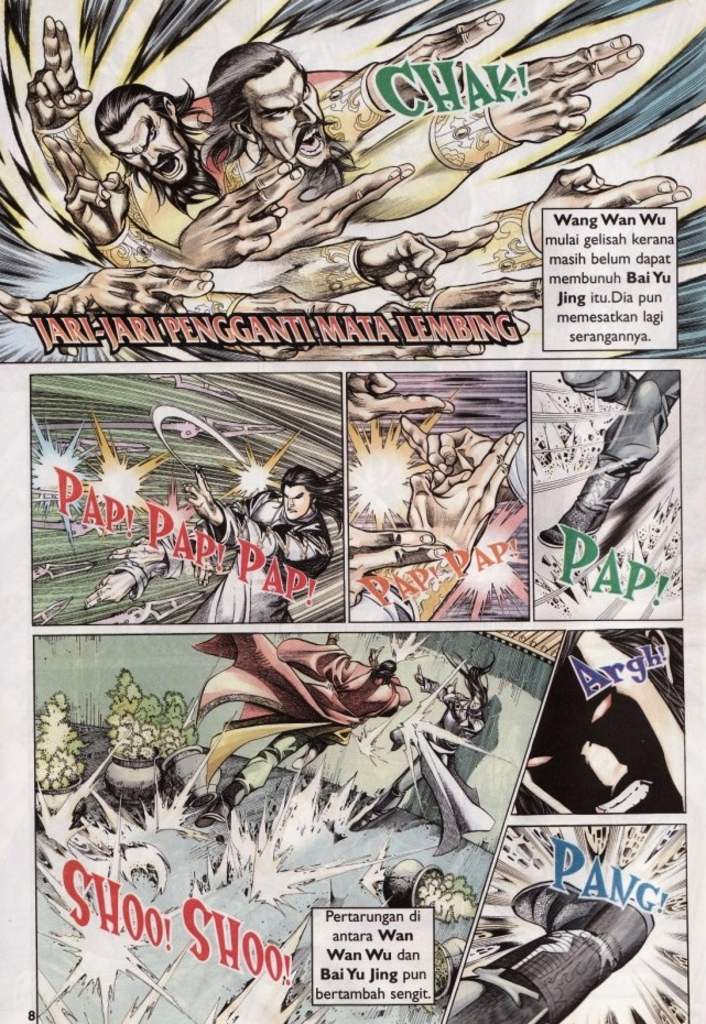 CHAK!
Wang Wan Wu
mulai gelisah kerana
masih belum dapat
membunuh Bai Yu
Jing itu.Dia pun
memesatkan lagi
serangannya.
JARI-JARI PENGGANTI MATA LEMBING
PAP! PAP! PAP!
PAP! PAP!
PAP!
ARGH!
SHOO! SHOO!
PANG!
Pertarungan di
antara Wan
Wan Wu dan
Bai Yu Jing pun
bertambah sengit.
8